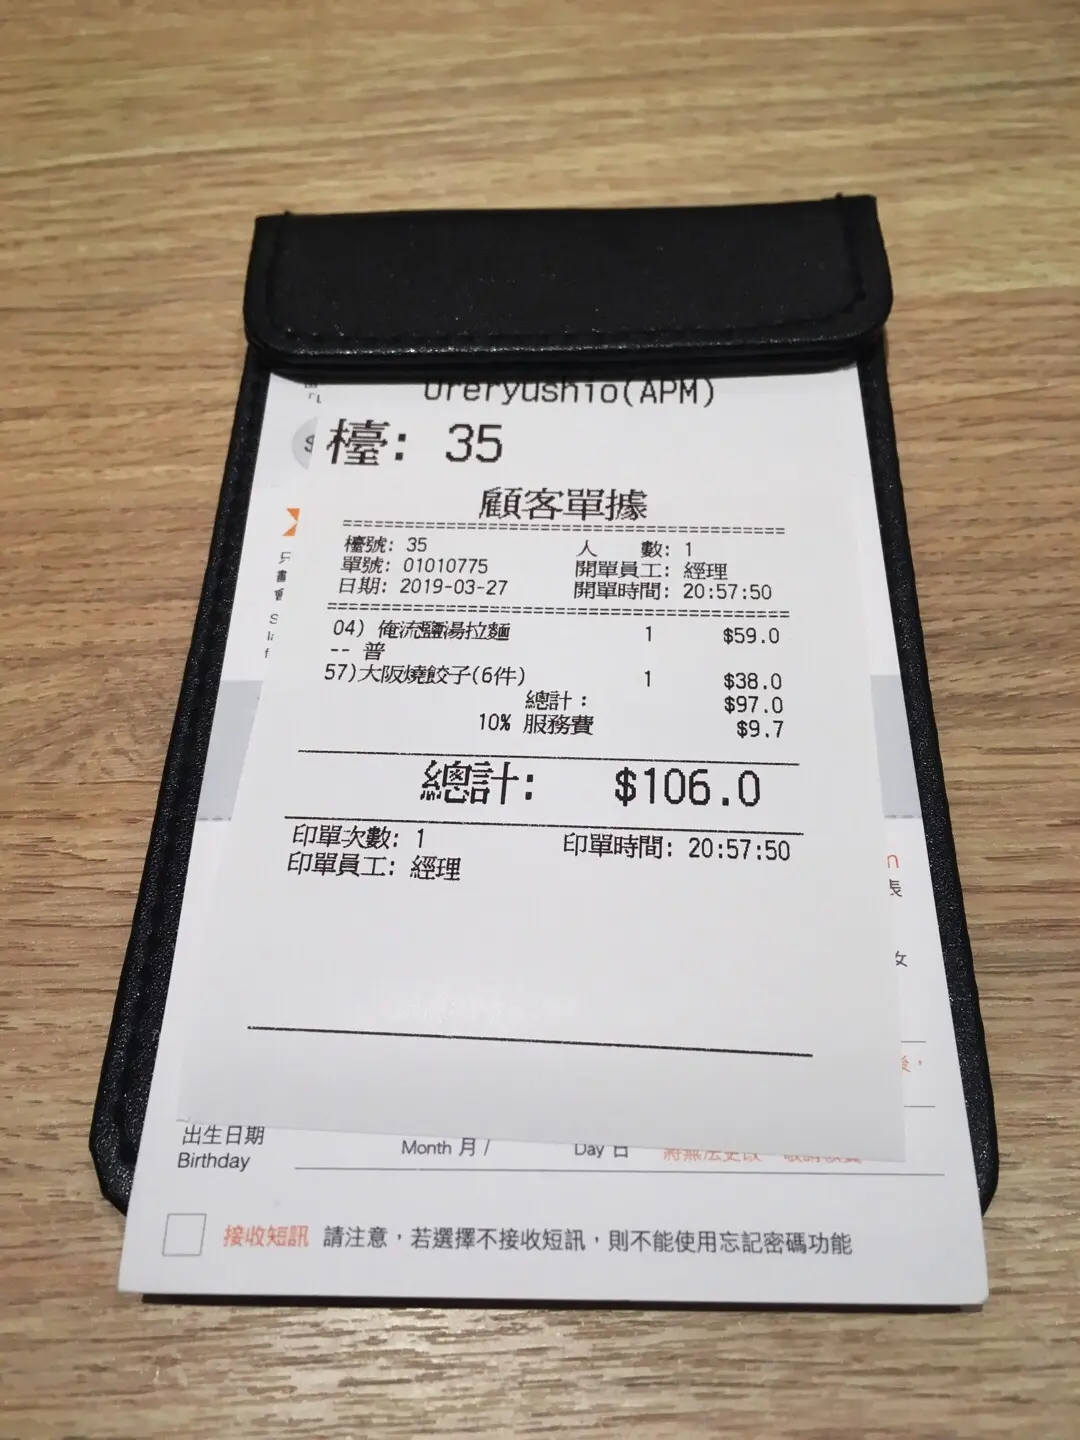 Ureryushio(APM)
檯: 35
顧客單據
檯號: 35 人 數: 1
單號: 01010775 開單員工: 經理
日期: 2019-03-27 開單時間: 20:57:50
04) 俺流鹽湯拉麵 1 $59.0
-- 普
57)大阪燒餃子(6件) 1 $38.0
總計: $97.0
10% 服務費 $9.7
總計: $106.0
印單次數: 1 印單時間: 20:57:50
印單員工: 經理
出生日期
Birthday Month 月 / Day 日
接收短訊 請注意,若選擇不接收短訊,則不能使用忘記密碼功能